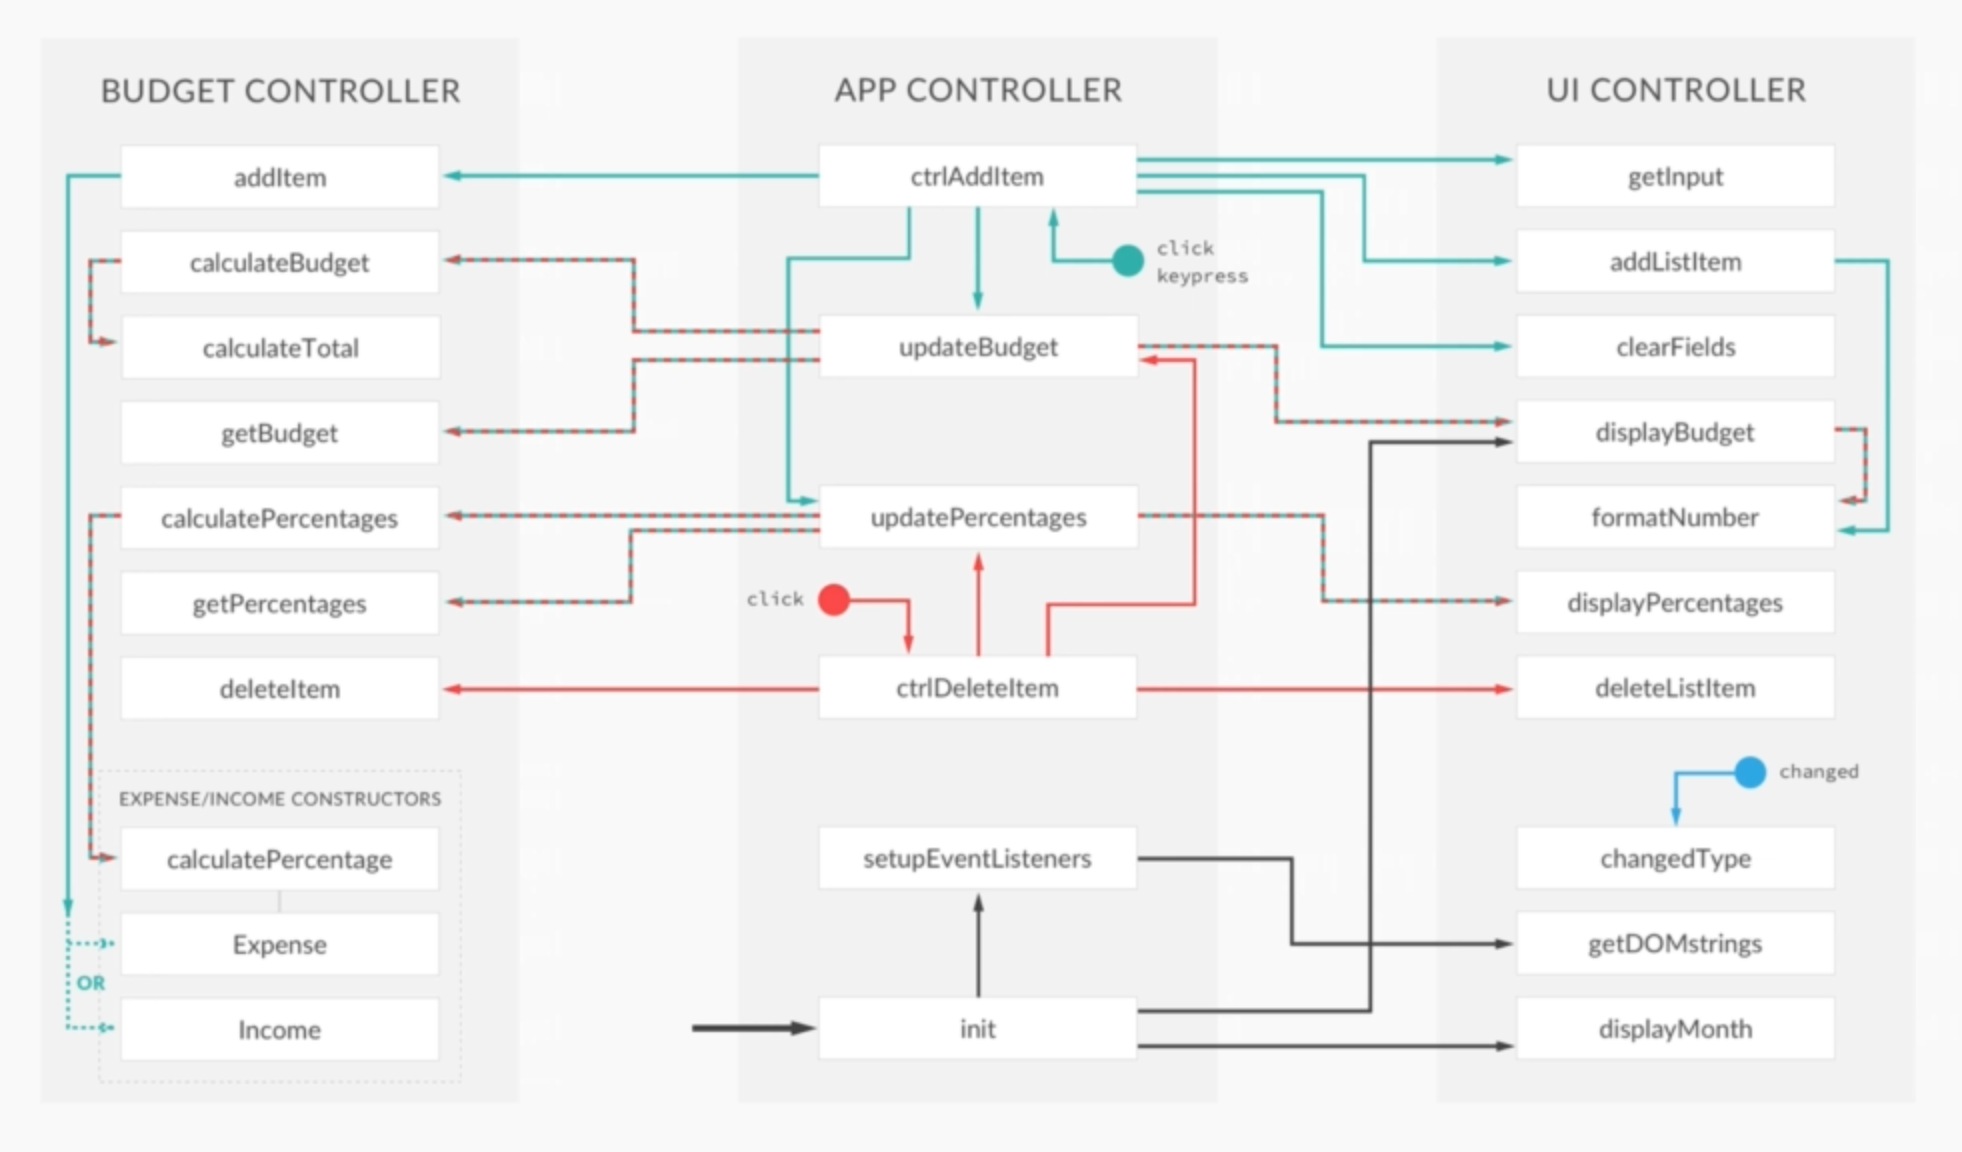 BUDGET CONTROLLER
addItem
calculateBudget
calculateTotal
getBudget
calculatePercentages
getPercentages
deleteItem
EXPENSE/INCOME CONSTRUCTORS
calculatePercentage
Expense
OR
Income
APP CONTROLLER
ctrlAddItem
click
keypress
updateBudget
updatePercentages
click
ctrlDeleteItem
setupEventListeners
init
UI CONTROLLER
getInput
addListItem
clearFields
displayBudget
formatNumber
displayPercentages
deleteListItem
changed
changedType
getDOMstrings
displayMonth